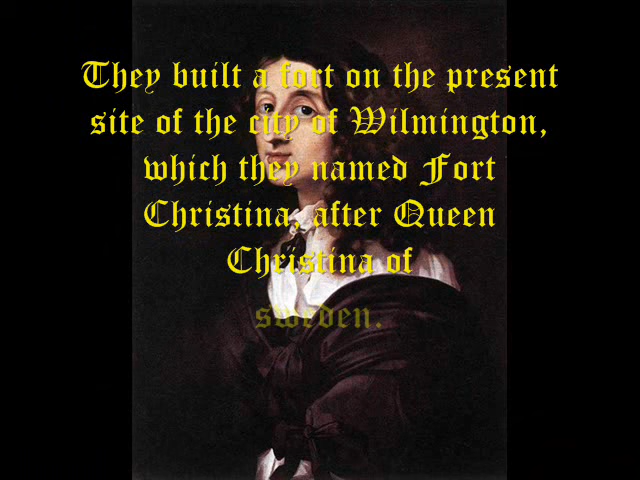 They built a fort on the present
site of the city of Wilmington,
which they named Fort
Christina, after Queen
Christina of
sweden.